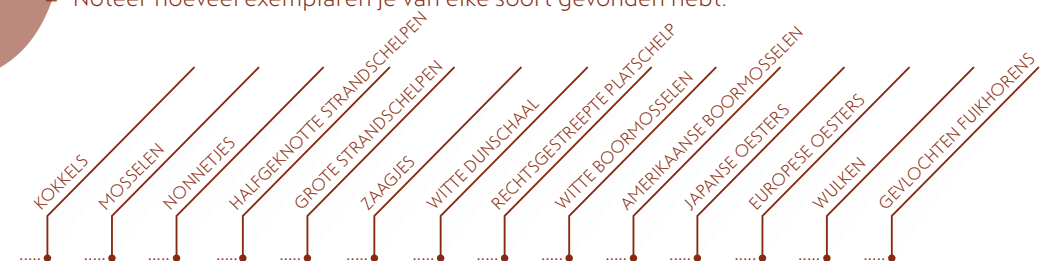 – Noteer hoeveel exemplaren je van elke soort gevonden hebt.
KOKKELS
MOSSELEN
NONNETJES
HALFGEKNOTTE STRANDSCHELPEN
GROTE STRANDSCHELPEN
ZAAGJES
WITTE DUNSCHAAL
RECHTSGESTREEPTE PLATSCHELP
WITTE BOORMOSSELEN
AMERIKAANSE BOORMOSSELEN
JAPANSE OESTERS
EUROPESE OESTERS
WULKEN
GEVLOCHTEN FUIKHORENS